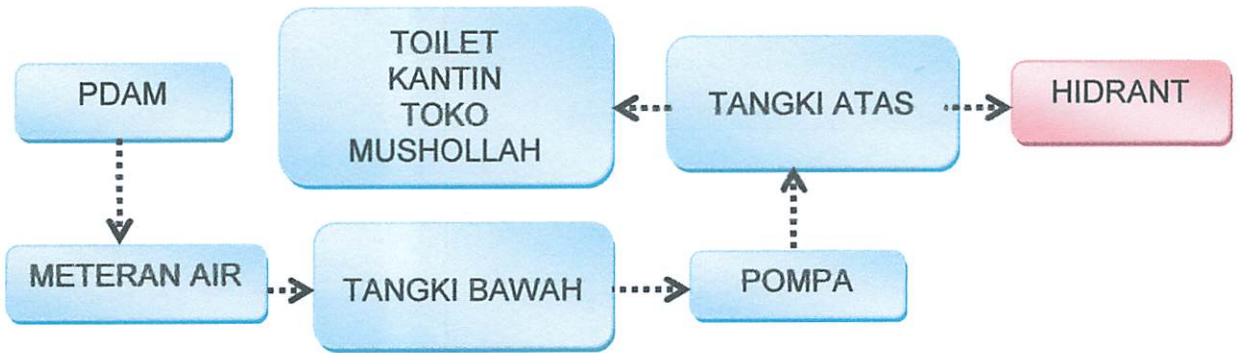 PDAM
TOILET
KANTIN
TOKO
MUSHOLLAH
TANGKI ATAS
HIDRANT
METERAN AIR
TANGKI BAWAH
POMPA